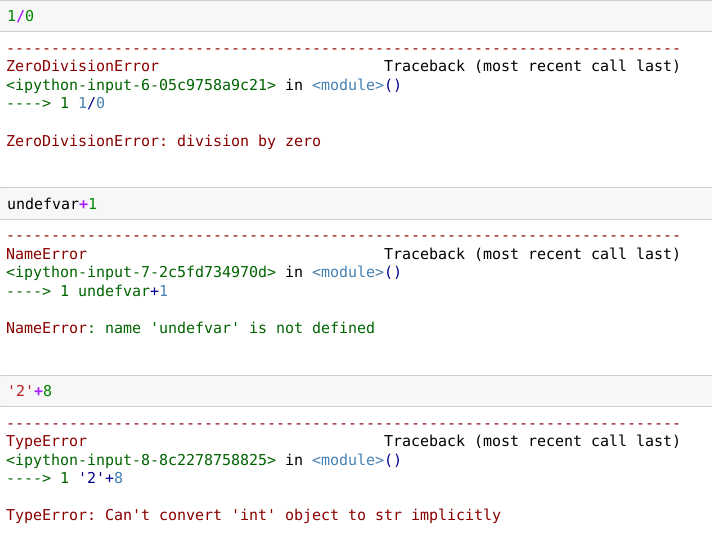 1/0
---------------------------------------------------------------------------
ZeroDivisionError                         Traceback (most recent call last)
<ipython-input-6-05c9758a9c21> in <module>()
----> 1 1/0

ZeroDivisionError: division by zero
undefvar+1
---------------------------------------------------------------------------
NameError                                 Traceback (most recent call last)
<ipython-input-7-2c5fd734970d> in <module>()
----> 1 undefvar+1

NameError: name 'undefvar' is not defined
'2'+8
---------------------------------------------------------------------------
TypeError                                 Traceback (most recent call last)
<ipython-input-8-8c2278758825> in <module>()
----> 1 '2'+8

TypeError: Can't convert 'int' object to str implicitly